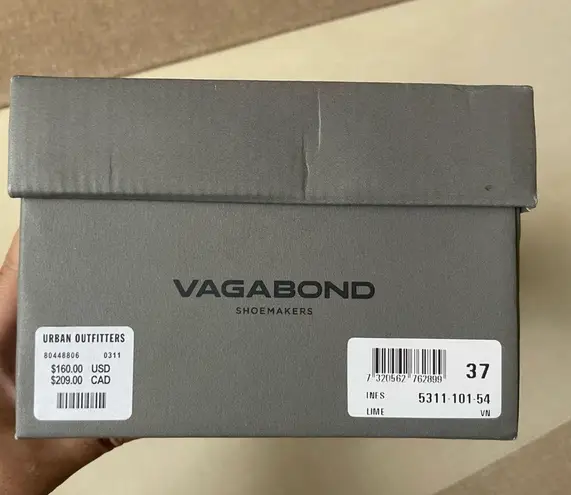 VAGABOND
SHOEMAKERS
URBAN OUTFITTERS
80448806 0311
$160.00 USD
$209.00 CAD
7 320562 762899
37
INES 5311-101-54
LIME VN